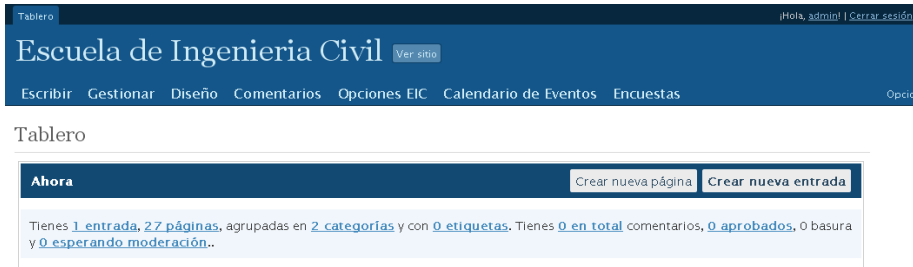 Tablero
¡Hola, admin! | Cerrar sesión
Escuela de Ingenieria Civil Ver sitio
Escribir Gestionar Diseño Comentarios Opciones EIC Calendario de Eventos Encuestas
Tablero
Ahora Crear nueva página Crear nueva entrada
Tienes 1 entrada, 27 páginas, agrupadas en 2 categorías y con 0 etiquetas. Tienes 0 en total comentarios, 0 aprobados, 0 basura
y 0 esperando moderación..